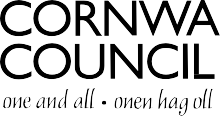 CORNWA
COUNCIL
one and all • onen hag oll